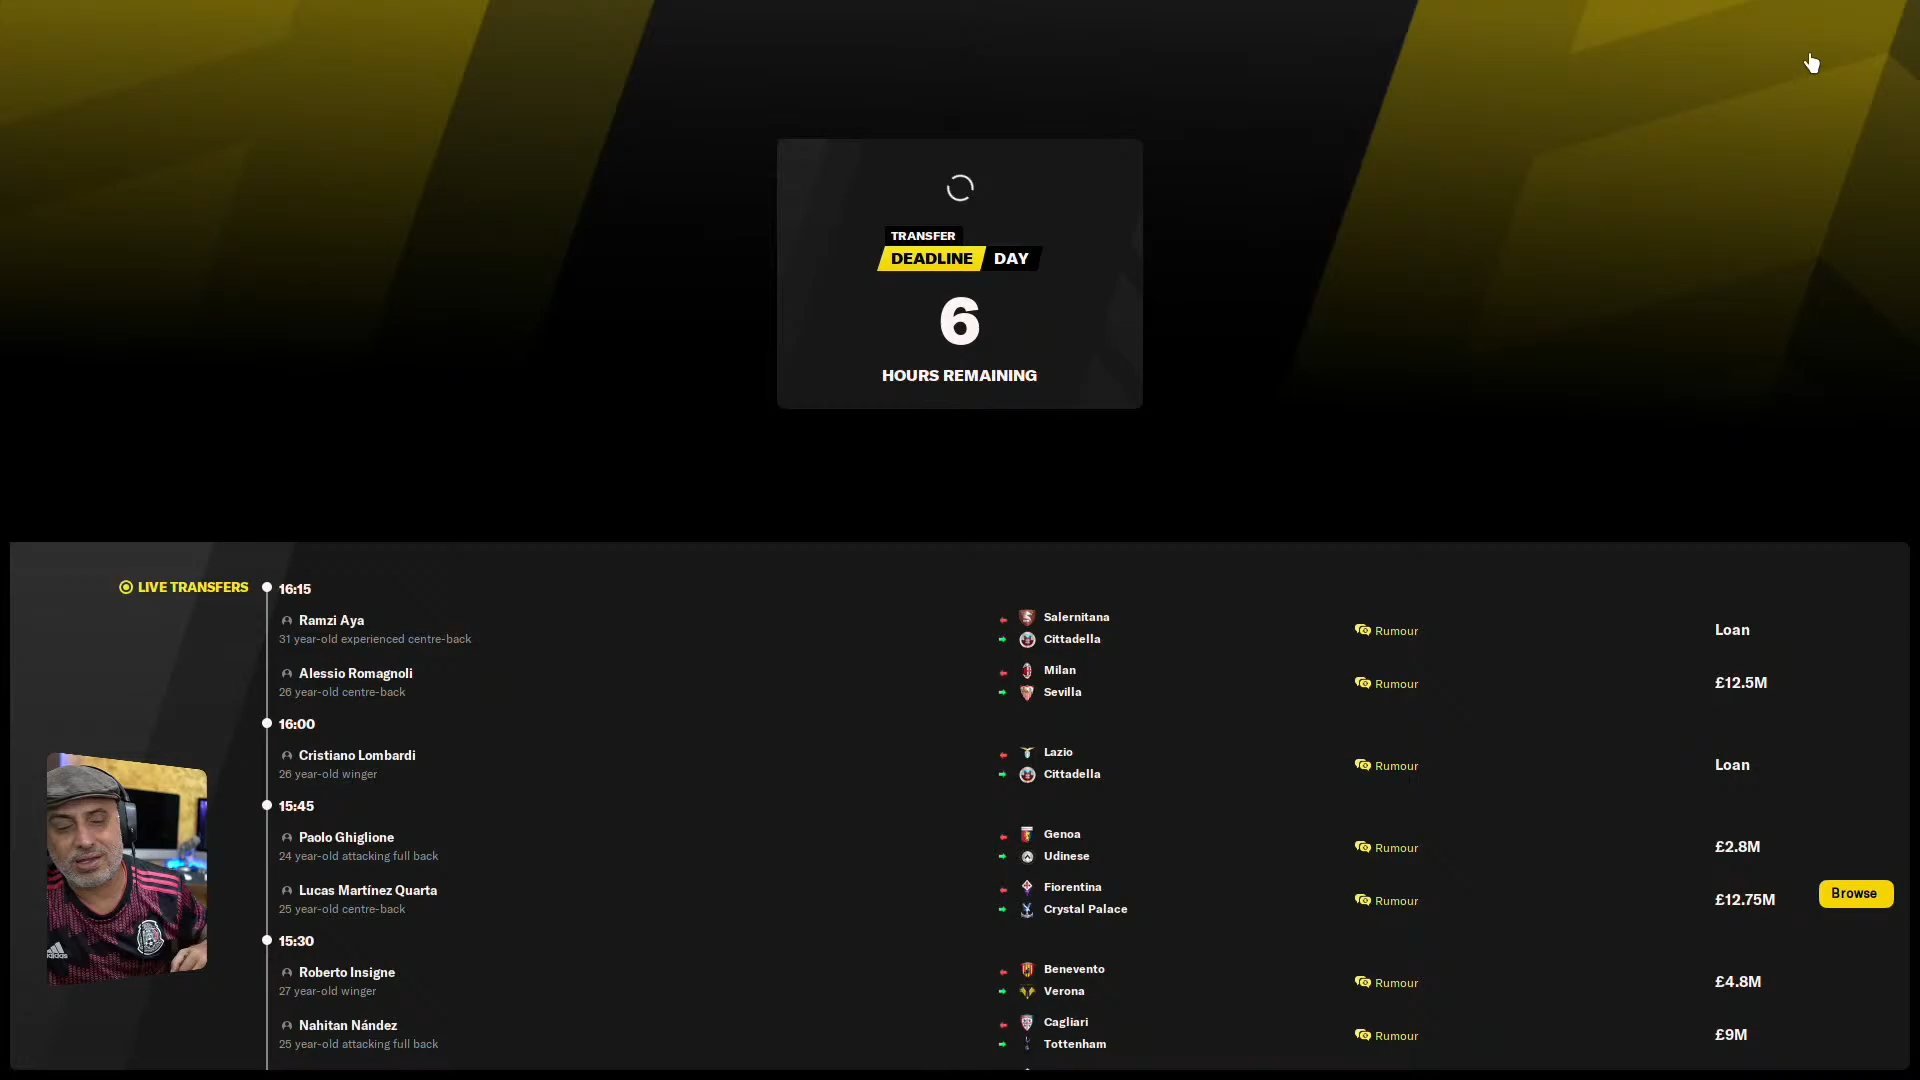 TRANSFER
DEADLINE DAY
6
HOURS REMAINING
LIVE TRANSFERS
16:15
Ramzi Aya
31 year-old experienced centre-back
Salernitana
Cittadella
Rumour
Loan
Alessio Romagnoli
26 year-old centre-back
Milan
Sevilla
Rumour
£12.5M
16:00
Cristiano Lombardi
26 year-old winger
Lazio
Cittadella
Rumour
Loan
15:45
Paolo Ghiglione
24 year-old attacking full back
Genoa
Udinese
Rumour
£2.8M
Lucas Martínez Quarta
25 year-old centre-back
Fiorentina
Crystal Palace
Rumour
£12.75M
Browse
15:30
Roberto Insigne
27 year-old winger
Benevento
Verona
Rumour
£4.8M
Nahitan Nández
25 year-old attacking full back
Cagliari
Tottenham
Rumour
£9M
adidas